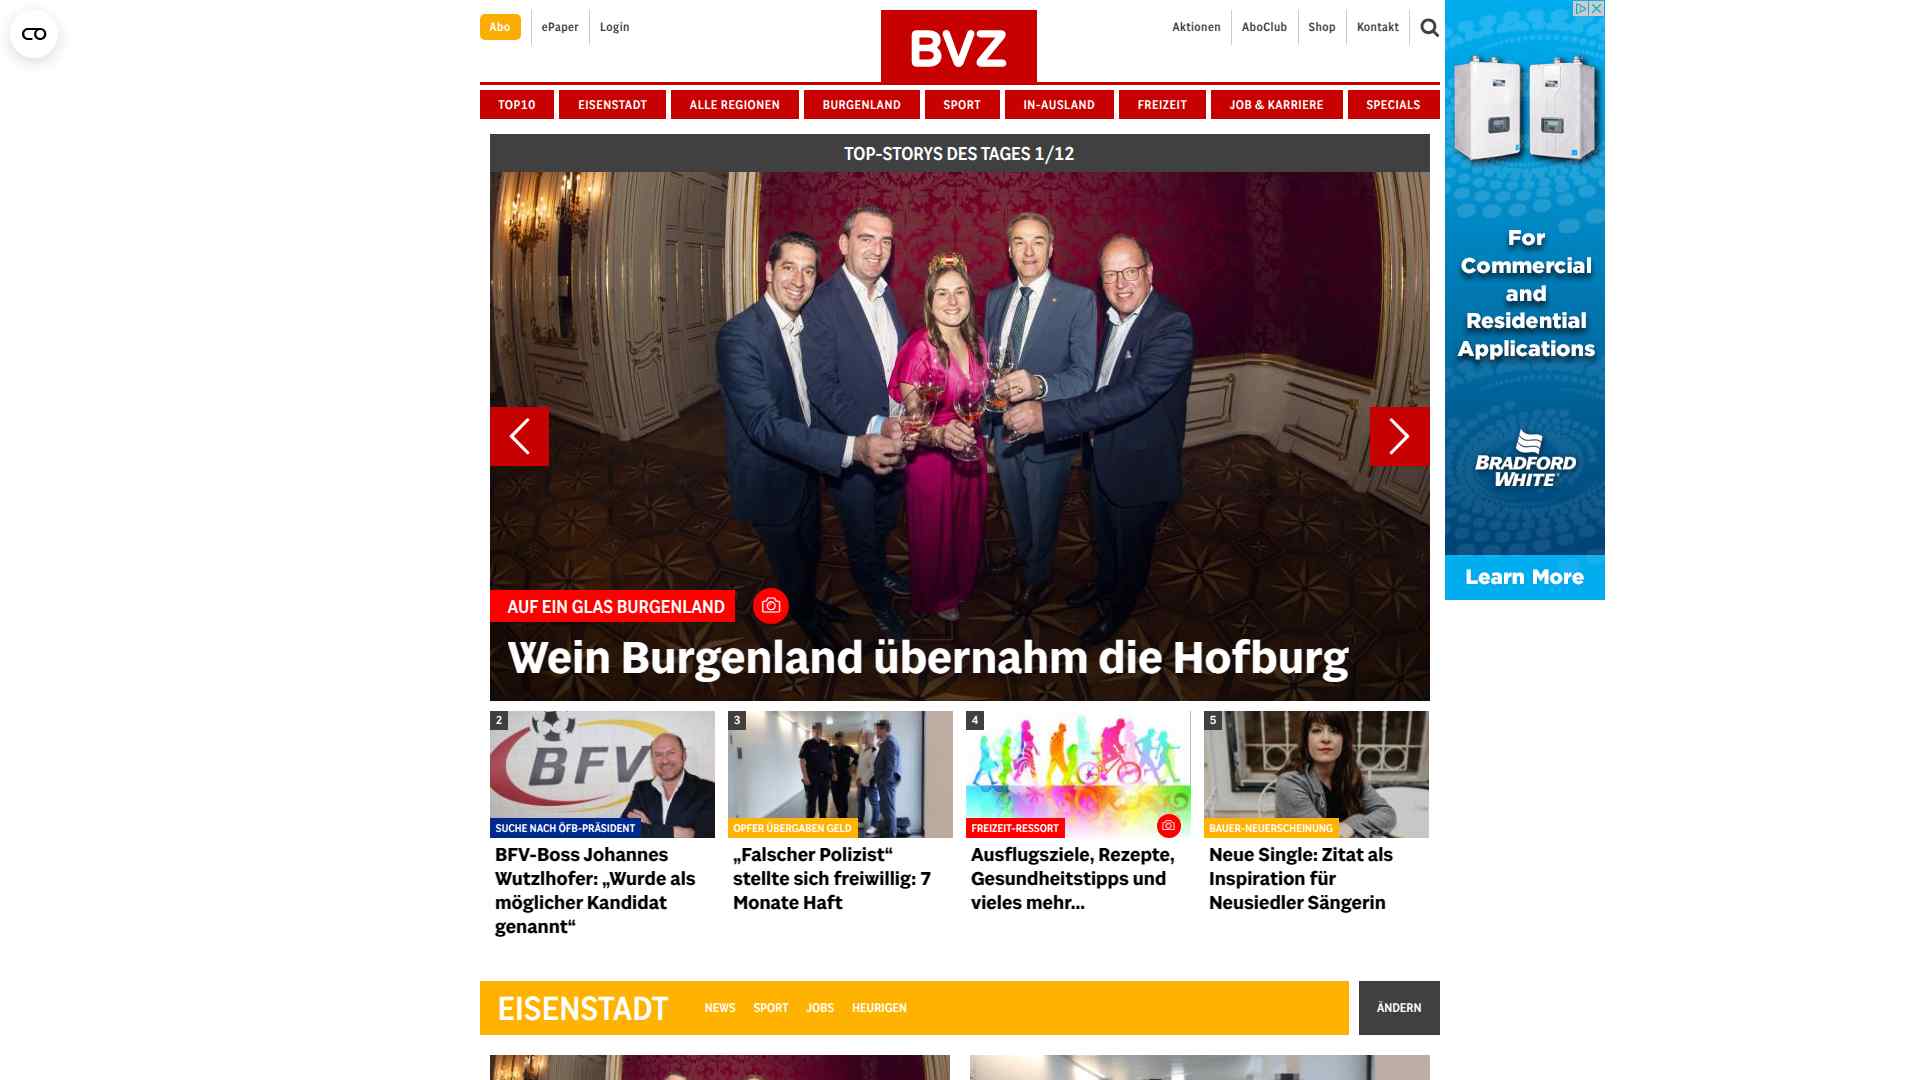 Abo
ePaper
Login
BVZ
Aktionen
AboClub
Shop
Kontakt
TOP10
EISENSTADT
ALLE REGIONEN
BURGENLAND
SPORT
IN-AUSLAND
FREIZEIT
JOB & KARRIERE
SPECIALS
TOP-STORYS DES TAGES 1/12
AUF EIN GLAS BURGENLAND
Wein Burgenland übernahm die Hofburg
2
BFV
SUCHE NACH ÖFB-PRÄSIDENT
BFV-Boss Johannes
Wutzlhofer: „Wurde als
möglicher Kandidat
genannt“
3
OPFER ÜBERGABEN GELD
„Falscher Polizist“
stellte sich freiwillig: 7
Monate Haft
4
FREIZEIT-RESSORT
Ausflugsziele, Rezepte,
Gesundheitstipps und
vieles mehr...
5
BAUER-NEUERSCHEINUNG
Neue Single: Zitat als
Inspiration für
Neusiedler Sängerin
EISENSTADT
NEWS
SPORT
JOBS
HEURIGEN
ÄNDERN
For
Commercial
and
Residential
Applications
BRADFORD
WHITE
Learn More